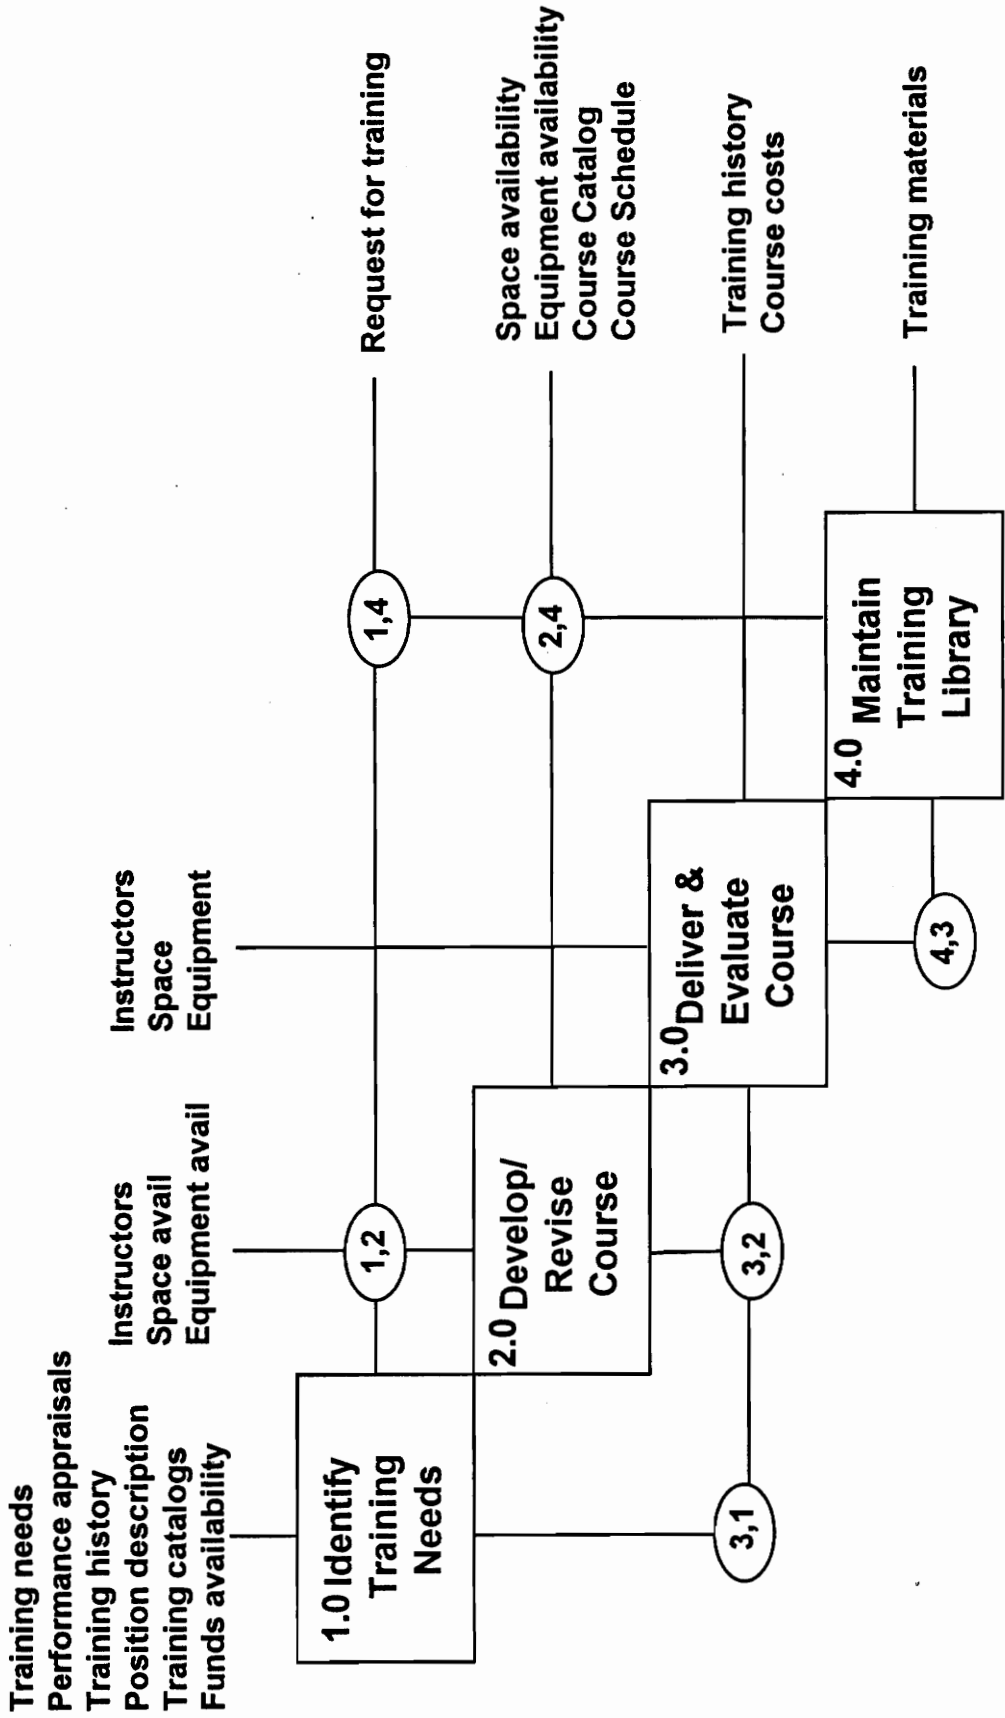 Training needs
Performance appraisals
Training history
Position description
Training catalogs
Funds availability
Instructors
Space avail
Equipment avail
Instructors
Space
Equipment
1.0 Identify
Training
Needs
1,2
1,4
Request for training
2.0 Develop/
Revise
Course
2,4
Space availability
Equipment availability
Course Catalog
Course Schedule
3,1
3,2
3.0 Deliver &
Evaluate
Course
Training history
Course costs
4,3
4.0 Maintain
Training
Library
Training materials